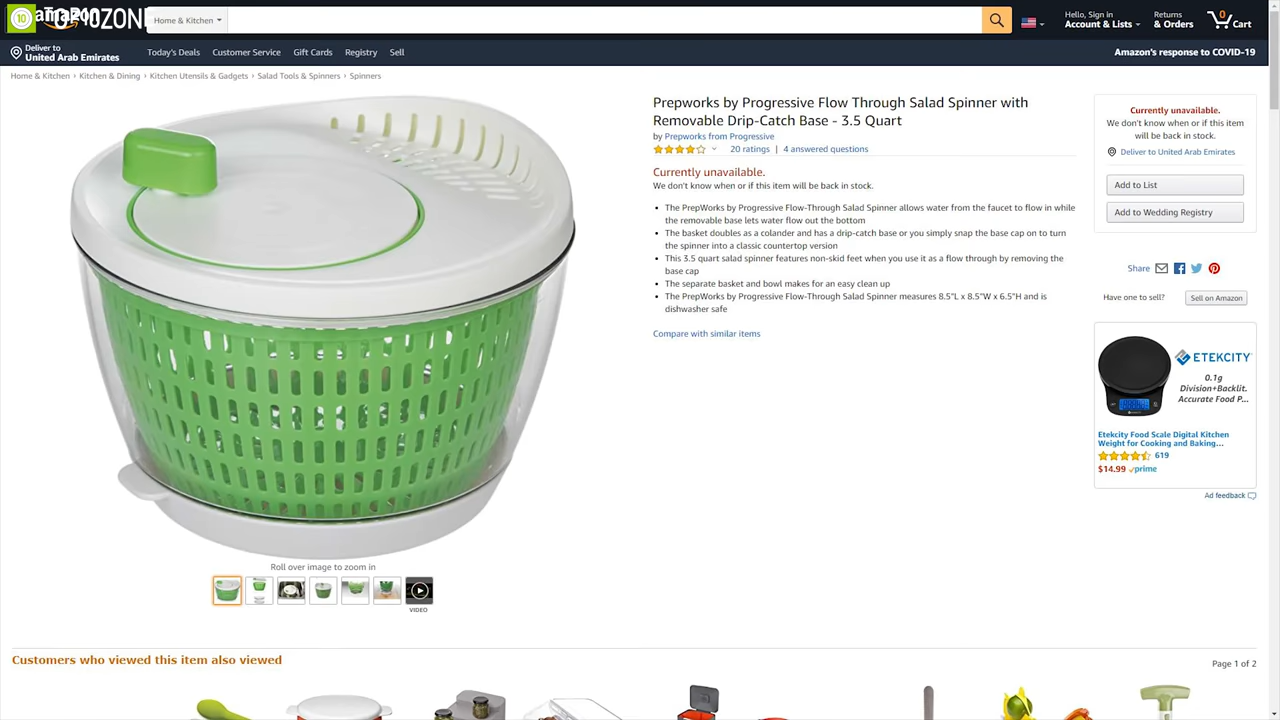 10
TOP10ZONE
amazon
Home & Kitchen
Hello, Sign in
Account & Lists
Returns
& Orders
0
Cart
Deliver to
United Arab Emirates
Today's Deals
Customer Service
Gift Cards
Registry
Sell
Amazon's response to COVID-19
Home & Kitchen › Kitchen & Dining › Kitchen Utensils & Gadgets › Salad Tools & Spinners › Spinners
Prepworks by Progressive Flow Through Salad Spinner with
Removable Drip-Catch Base - 3.5 Quart
by Prepworks from Progressive
20 ratings | 4 answered questions
Currently unavailable.
We don't know when or if this item will be back in stock.
• The PrepWorks by Progressive Flow-Through Salad Spinner allows water from the faucet to flow in while
the removable base lets water flow out the bottom
• The basket doubles as a colander and has a drip-catch base or you simply snap the base cap on to turn
the spinner into a classic countertop version
• This 3.5 quart salad spinner features non-skid feet when you use it as a flow through by removing the
base cap
• The separate basket and bowl makes for an easy clean up
• The PrepWorks by Progressive Flow-Through Salad Spinner measures 8.5"L x 8.5"W x 6.5"H and is
dishwasher safe
Compare with similar items
Currently unavailable.
We don't know when or if this item
will be back in stock.
Deliver to United Arab Emirates
Add to List
Add to Wedding Registry
Share
Have one to sell?
Sell on Amazon
ETEKCITY
0.1g
Division+Backlit.
Accurate Food P...
Etekcity Food Scale Digital Kitchen
Weight for Cooking and Baking...
619
$14.99 prime
Ad feedback
Roll over image to zoom in
VIDEO
Customers who viewed this item also viewed
Page 1 of 2